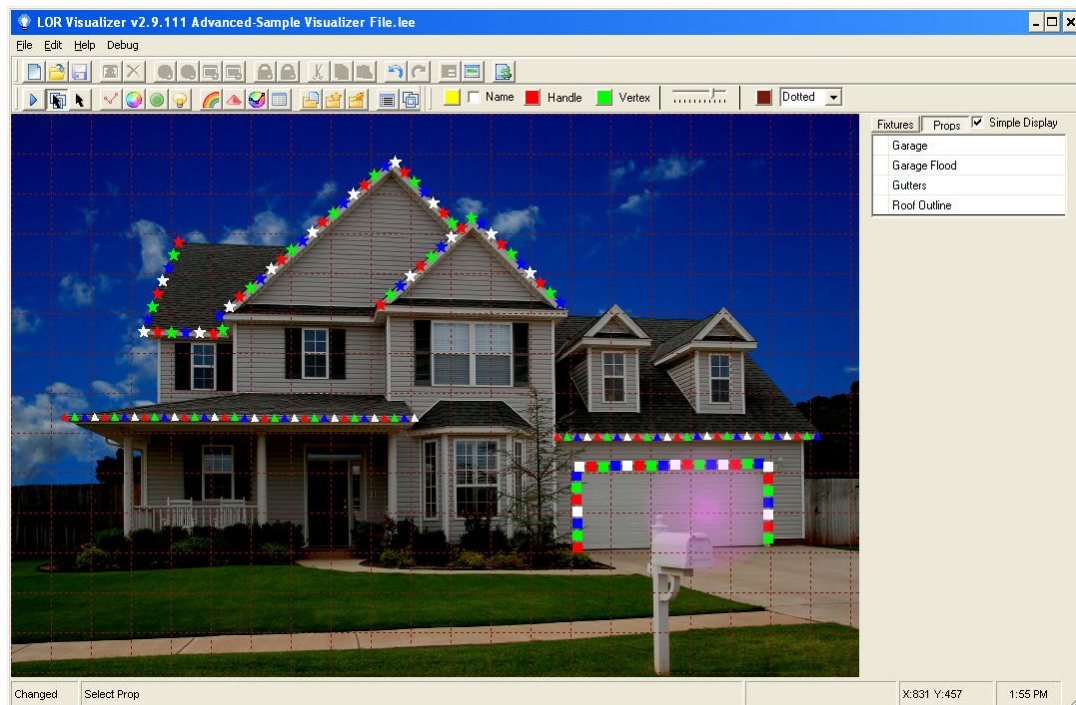 LOR Visualizer v2.9.111 Advanced-Sample Visualizer File.lee
File Edit Help Debug
Name Handle Vertex Dotted
Fixtures Props Simple Display
Garage
Garage Flood
Gutters
Roof Outline
Changed Select Prop X:831 Y:457 1:55 PM